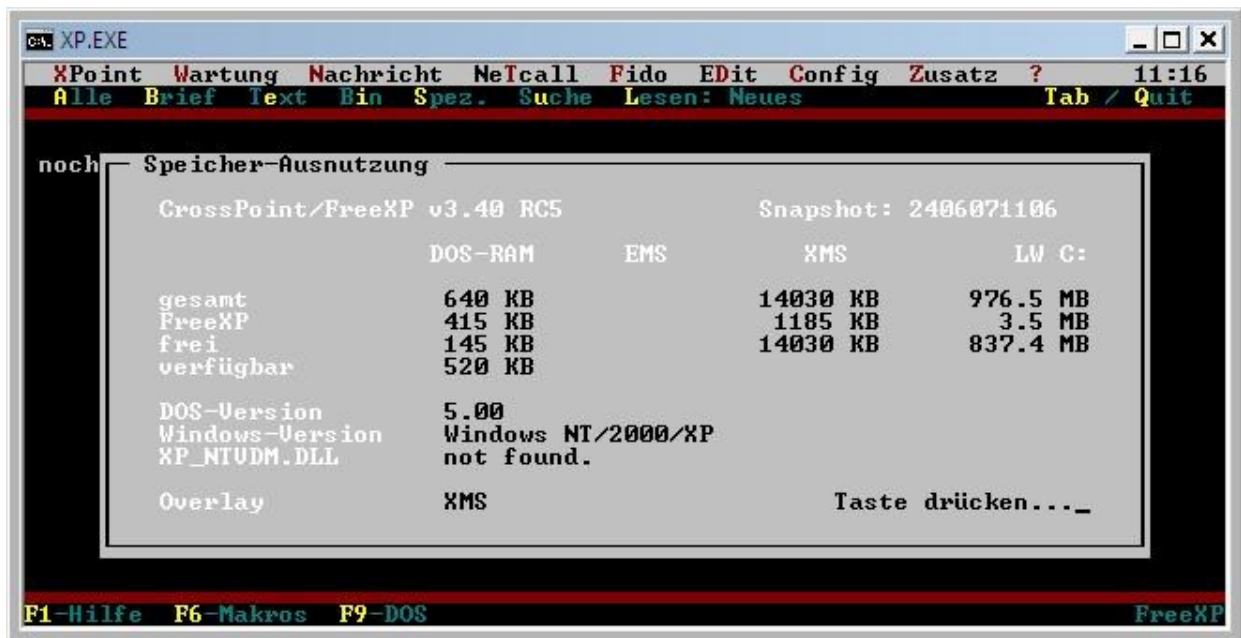 XP.EXE
XPoint Wartung Nachricht NeTcall Fido EDit Config Zusatz ? 11:16
Alle Brief Text Bin Spez. Suche Lesen: Neues Tab / Quit
noch Speicher-Ausnutzung
CrossPoint/FreeXP v3.40 RC5 Snapshot: 2406071106
DOS-RAM EMS XMS LW C:
gesamt 640 KB 14030 KB 976.5 MB
FreeXP 415 KB 1185 KB 3.5 MB
frei 145 KB 14030 KB 837.4 MB
verfügbar 520 KB
DOS-Version 5.00
Windows-Version Windows NT/2000/XP
XP_NTVDM.DLL not found.
Overlay XMS Taste drücken..._
F1-Hilfe F6-Makros F9-DOS FreeXP